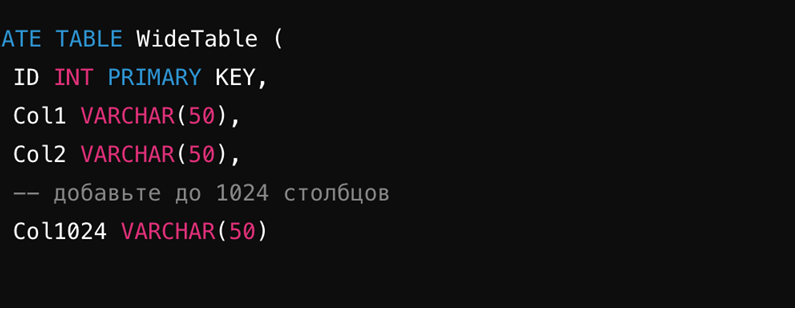 ATE TABLE WideTable (
ID INT PRIMARY KEY,
Col1 VARCHAR(50),
Col2 VARCHAR(50),
-- добавьте до 1024 столбцов
Col1024 VARCHAR(50)